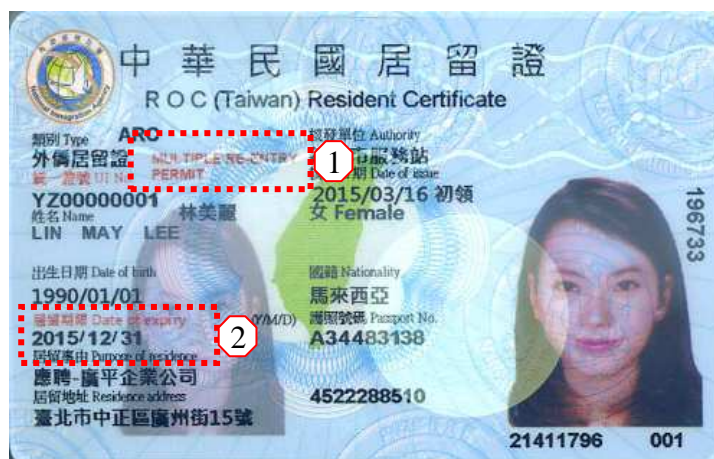 中華民國居留證
ROC (Taiwan) Resident Certificate
類別 Type ARC
核發單位 Authority
外僑居留證 MULTIPLE RE-ENTRY PERMIT
1
市服務站
統一證號 UI
期 Date of issue
YZ00000001
2015/03/16 初領
姓名 Name 林美麗
女 Female
LIN MAY LEE
196733
出生日期 Date of birth
國籍 Nationality
1990/01/01
馬來西亞
居留期限 Date of expiry (Y/M/D)
2
護照號碼 Passport No.
2015/12/31
A34483138
居留事由 Purpose of residence
應聘-廣平企業公司
居留地址 Residence address
4522288510
臺北市中正區廣州街15號
21411796 001